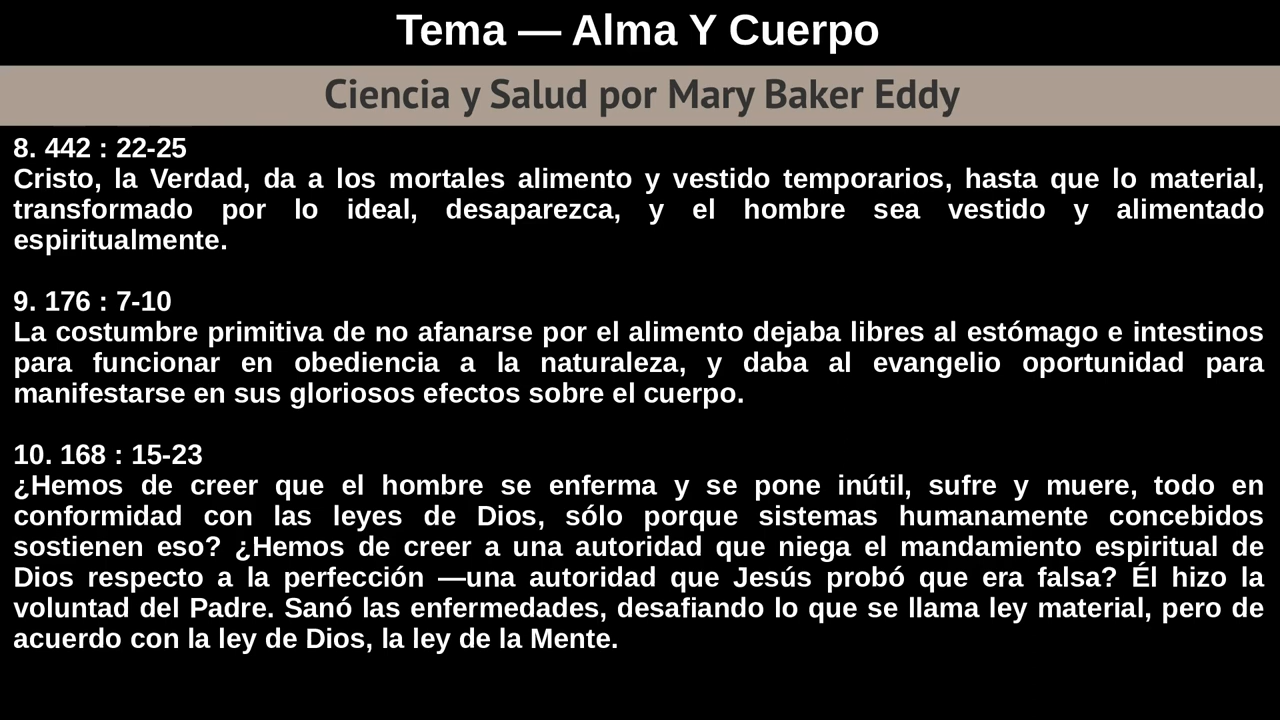 Tema — Alma Y Cuerpo
Ciencia y Salud por Mary Baker Eddy
8. 442 : 22-25
Cristo, la Verdad, da a los mortales alimento y vestido temporarios, hasta que lo material,
transformado por lo ideal, desaparezca, y el hombre sea vestido y alimentado
espiritualmente.
9. 176 : 7-10
La costumbre primitiva de no afanarse por el alimento dejaba libres al estómago e intestinos
para funcionar en obediencia a la naturaleza, y daba al evangelio oportunidad para
manifestarse en sus gloriosos efectos sobre el cuerpo.
10. 168 : 15-23
¿Hemos de creer que el hombre se enferma y se pone inútil, sufre y muere, todo en
conformidad con las leyes de Dios, sólo porque sistemas humanamente concebidos
sostienen eso? ¿Hemos de creer a una autoridad que niega el mandamiento espiritual de
Dios respecto a la perfección —una autoridad que Jesús probó que era falsa? Él hizo la
voluntad del Padre. Sanó las enfermedades, desafiando lo que se llama ley material, pero de
acuerdo con la ley de Dios, la ley de la Mente.